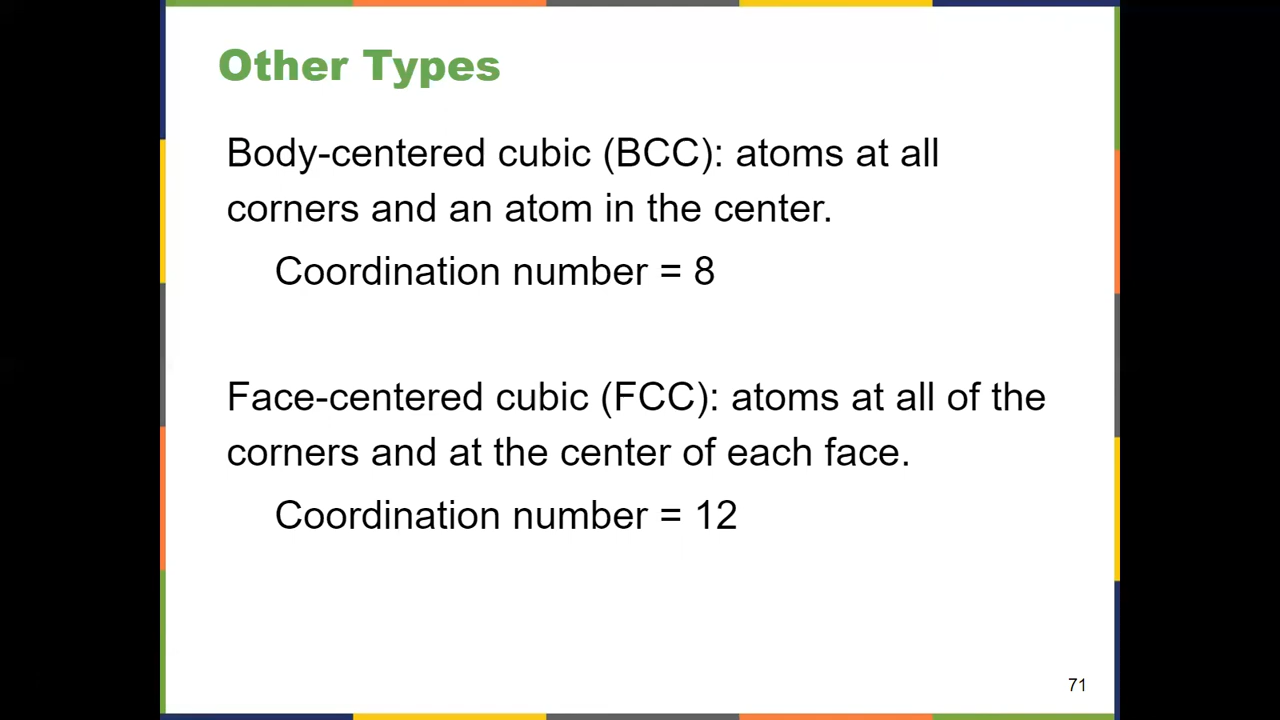 Other Types
Body-centered cubic (BCC): atoms at all
corners and an atom in the center.
Coordination number = 8
Face-centered cubic (FCC): atoms at all of the
corners and at the center of each face.
Coordination number = 12
71